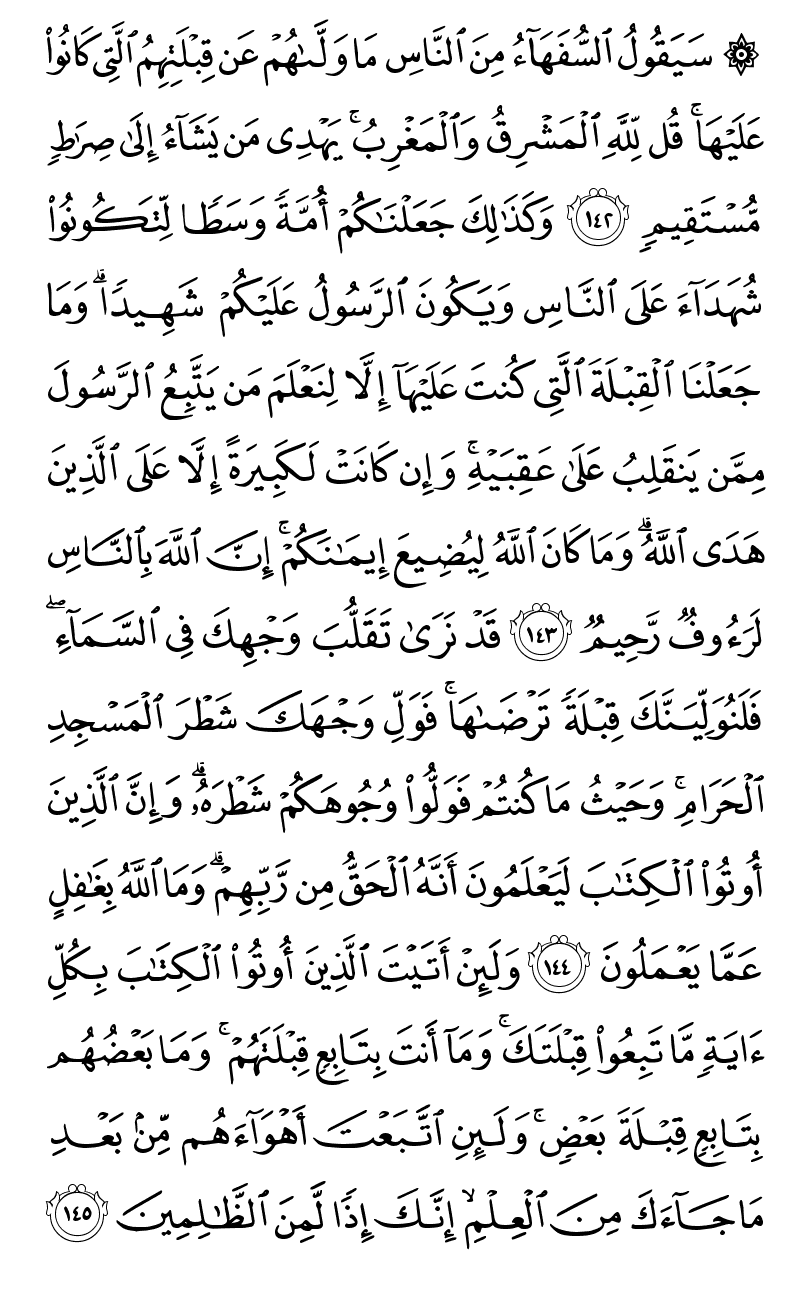 ۞ سَيَقُولُ ٱلسُّفَهَآءُ مِنَ ٱلنَّاسِ مَا وَلَّىٰهُمۡ عَن قِبۡلَتِهِمُ ٱلَّتِي كَانُواْ
عَلَيۡهَاۚ قُل لِّلَّهِ ٱلۡمَشۡرِقُ وَٱلۡمَغۡرِبُۚ يَهۡدِي مَن يَشَآءُ إِلَىٰ صِرَٰطٖ
مُّسۡتَقِيمٖ ١٤٢ وَكَذَٰلِكَ جَعَلۡنَٰكُمۡ أُمَّةٗ وَسَطٗا لِّتَكُونُواْ
شُهَدَآءَ عَلَى ٱلنَّاسِ وَيَكُونَ ٱلرَّسُولُ عَلَيۡكُمۡ شَهِيدٗاۗ وَمَا
جَعَلۡنَا ٱلۡقِبۡلَةَ ٱلَّتِي كُنتَ عَلَيۡهَآ إِلَّا لِنَعۡلَمَ مَن يَتَّبِعُ ٱلرَّسُولَ
مِمَّن يَنقَلِبُ عَلَىٰ عَقِبَيۡهِۚ وَإِن كَانَتۡ لَكَبِيرَةً إِلَّا عَلَى ٱلَّذِينَ
هَدَى ٱللَّهُۗ وَمَا كَانَ ٱللَّهُ لِيُضِيعَ إِيمَٰنَكُمۡۚ إِنَّ ٱللَّهَ بِٱلنَّاسِ
لَرَءُوفٞ رَّحِيمٞ ١٤٣ قَدۡ نَرَىٰ تَقَلُّبَ وَجۡهِكَ فِي ٱلسَّمَآءِۖ
فَلَنُوَلِّيَنَّكَ قِبۡلَةٗ تَرۡضَىٰهَاۚ فَوَلِّ وَجۡهَكَ شَطۡرَ ٱلۡمَسۡجِدِ
ٱلۡحَرَامِۚ وَحَيۡثُ مَا كُنتُمۡ فَوَلُّواْ وُجُوهَكُمۡ شَطۡرَهُۥۗ وَإِنَّ ٱلَّذِينَ
أُوتُواْ ٱلۡكِتَٰبَ لَيَعۡلَمُونَ أَنَّهُ ٱلۡحَقُّ مِن رَّبِّهِمۡۗ وَمَا ٱللَّهُ بِغَٰفِلٍ
عَمَّا يَعۡمَلُونَ ١٤٤ وَلَئِنۡ أَتَيۡتَ ٱلَّذِينَ أُوتُواْ ٱلۡكِتَٰبَ بِكُلِّ
ءَايَةٖ مَّا تَبِعُواْ قِبۡلَتَكَۚ وَمَآ أَنتَ بِتَابِعٖ قِبۡلَتَهُمۡۚ وَمَا بَعۡضُهُم
بِتَابِعٖ قِبۡلَةَ بَعۡضٖۚ وَلَئِنِ ٱتَّبَعۡتَ أَهۡوَآءَهُم مِّنۢ بَعۡدِ
مَا جَآءَكَ مِنَ ٱلۡعِلۡمِ إِنَّكَ إِذٗا لَّمِنَ ٱلظَّٰلِمِينَ ١٤٥